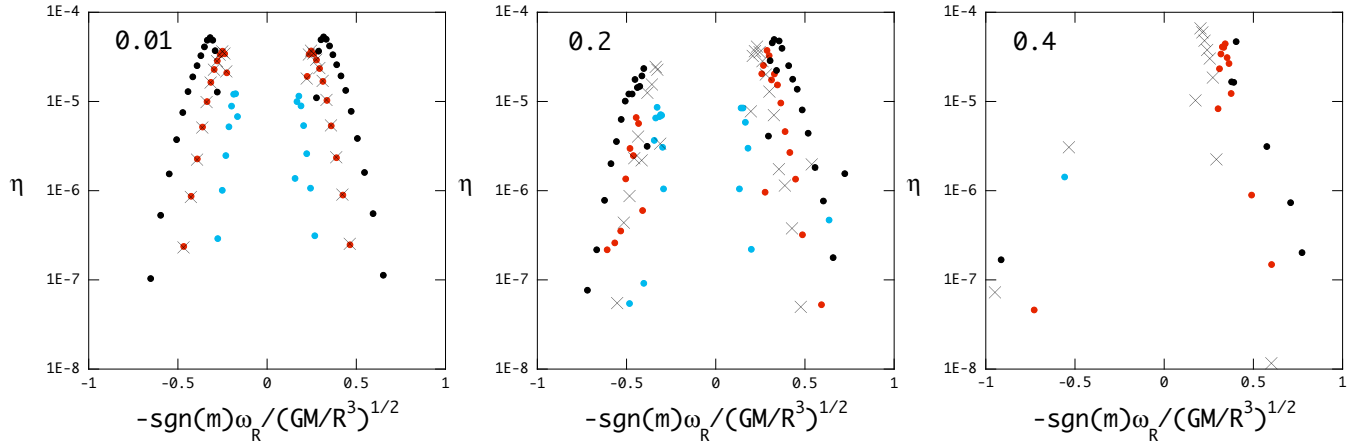 1E-4
1E-5
1E-6
1E-7
1E-8
η
0.01
-1
-0.5
0
0.5
1
-sgn(m)ω_R/(GM/R^3)^1/2
1E-4
1E-5
1E-6
1E-7
1E-8
η
0.2
-1
-0.5
0
0.5
1
-sgn(m)ω_R/(GM/R^3)^1/2
1E-4
1E-5
1E-6
1E-7
1E-8
η
0.4
-1
-0.5
0
0.5
1
-sgn(m)ω_R/(GM/R^3)^1/2